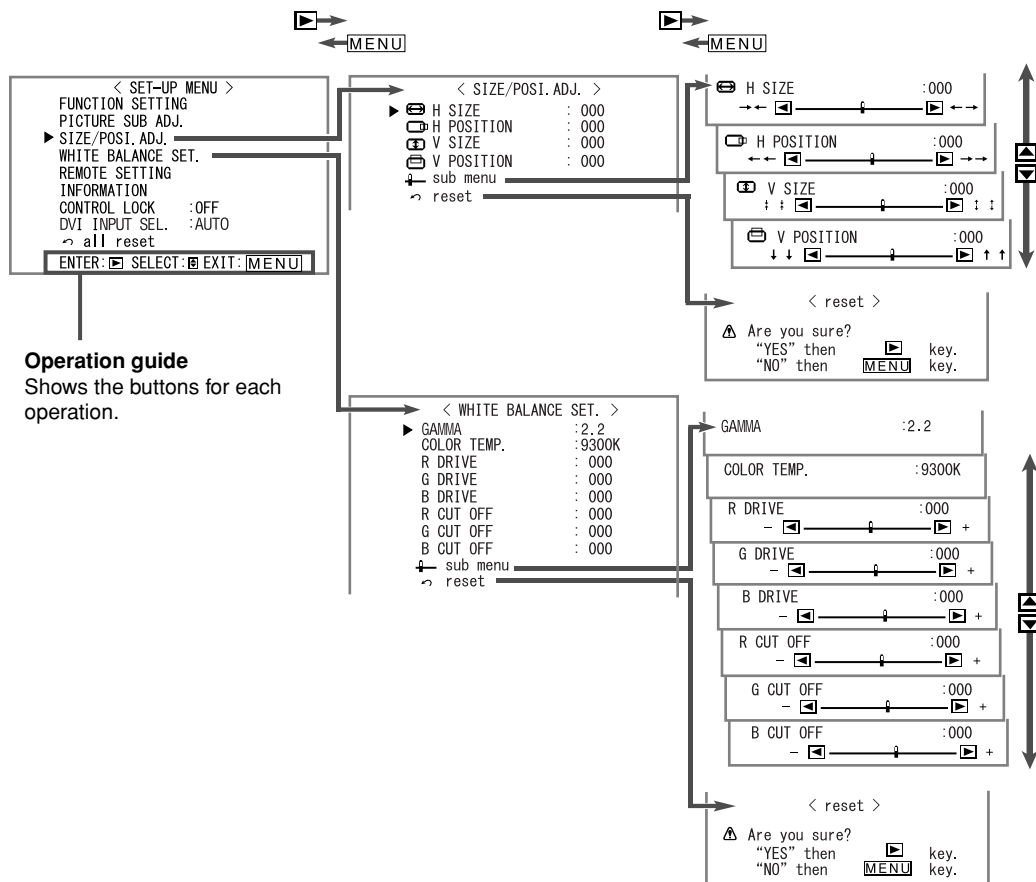 MENU
MENU
< SET-UP MENU >
FUNCTION SETTING
PICTURE SUB ADJ.
SIZE/POSI. ADJ.
WHITE BALANCE SET.
REMOTE SETTING
INFORMATION
CONTROL LOCK :OFF
DVI INPUT SEL. :AUTO
all reset
ENTER: SELECT: EXIT: MENU
Operation guide
Shows the buttons for each
operation.
< SIZE/POSI. ADJ. >
H SIZE : 000
H POSITION : 000
V SIZE : 000
V POSITION : 000
sub menu
reset
H SIZE :000
H POSITION :000
V SIZE :000
V POSITION :000
< reset >
Are you sure?
“YES” then key.
“NO” then MENU key.
< WHITE BALANCE SET. >
GAMMA :2.2
COLOR TEMP. :9300K
R DRIVE : 000
G DRIVE : 000
B DRIVE : 000
R CUT OFF : 000
G CUT OFF : 000
B CUT OFF : 000
sub menu
reset
GAMMA :2.2
COLOR TEMP. :9300K
R DRIVE :000
− +
G DRIVE :000
− +
B DRIVE :000
− +
R CUT OFF :000
− +
G CUT OFF :000
− +
B CUT OFF :000
− +
< reset >
Are you sure?
“YES” then key.
“NO” then MENU key.